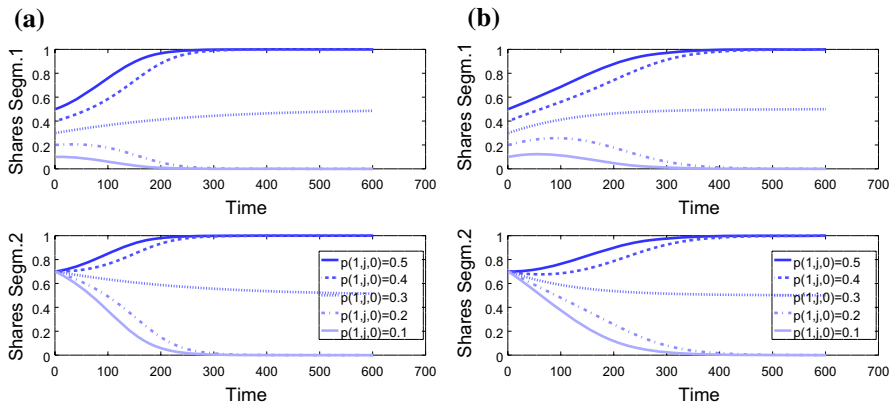 (a)
Shares Segm.1
1
0.8
0.6
0.4
0.2
0
0 100 200 300 400 500 600 700
Time
Shares Segm.2
1
0.8
0.6
0.4
0.2
0
p(1,j,0)=0.5
p(1,j,0)=0.4
p(1,j,0)=0.3
p(1,j,0)=0.2
p(1,j,0)=0.1
0 100 200 300 400 500 600 700
Time
(b)
Shares Segm.1
1
0.8
0.6
0.4
0.2
0
0 100 200 300 400 500 600 700
Time
Shares Segm.2
1
0.8
0.6
0.4
0.2
0
p(1,j,0)=0.5
p(1,j,0)=0.4
p(1,j,0)=0.3
p(1,j,0)=0.2
p(1,j,0)=0.1
0 100 200 300 400 500 600 700
Time